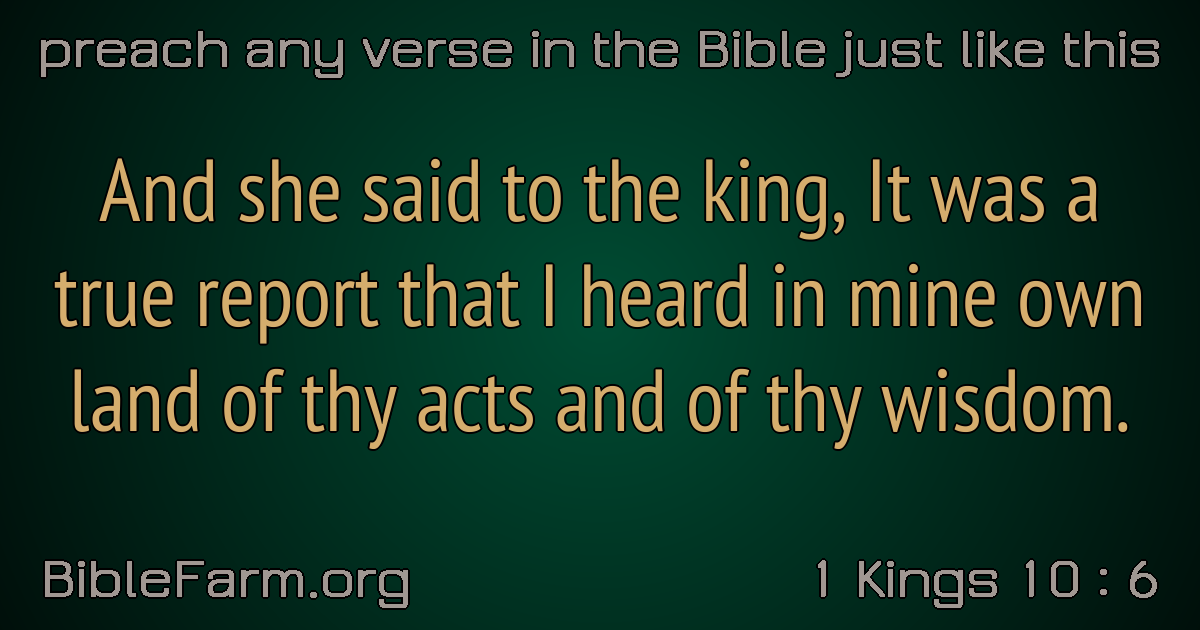 preach any verse in the Bible just like this
And she said to the king, It was a
true report that I heard in mine own
land of thy acts and of thy wisdom.
BibleFarm.org
1 Kings 10 : 6